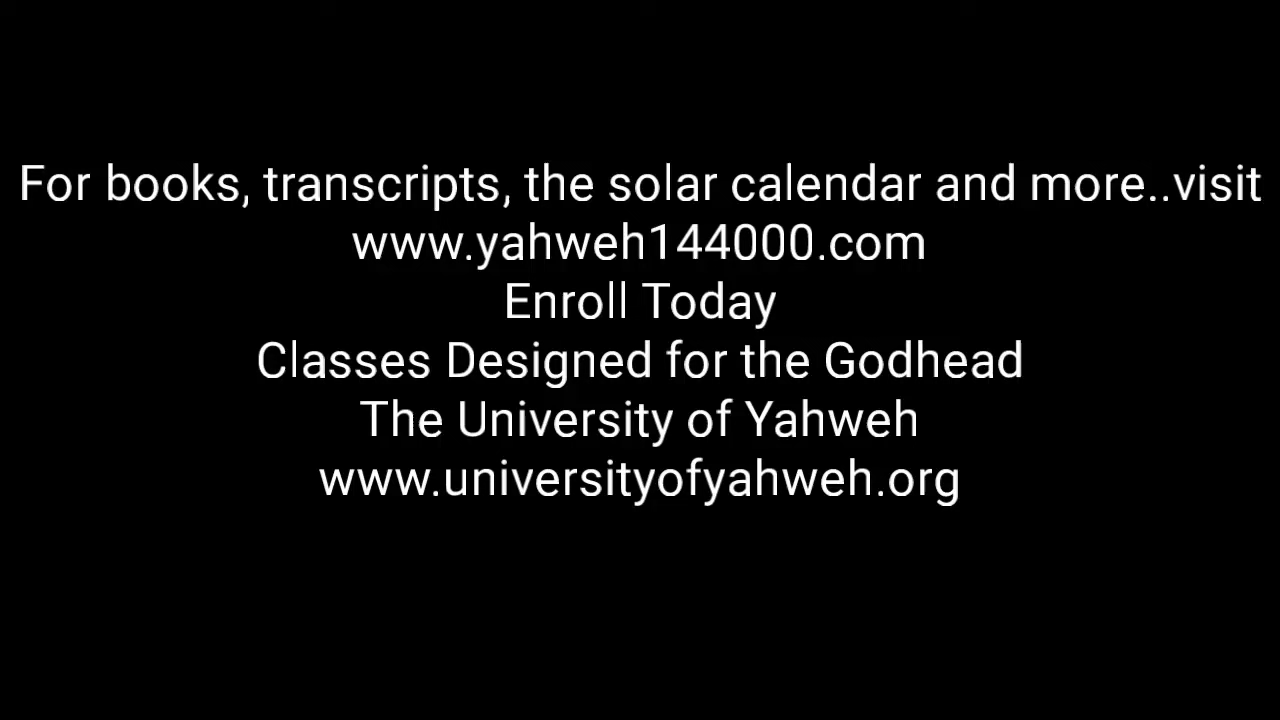 For books, transcripts, the solar calendar and more..visit
www.yahweh144000.com
Enroll Today
Classes Designed for the Godhead
The University of Yahweh
www.universityofyahweh.org